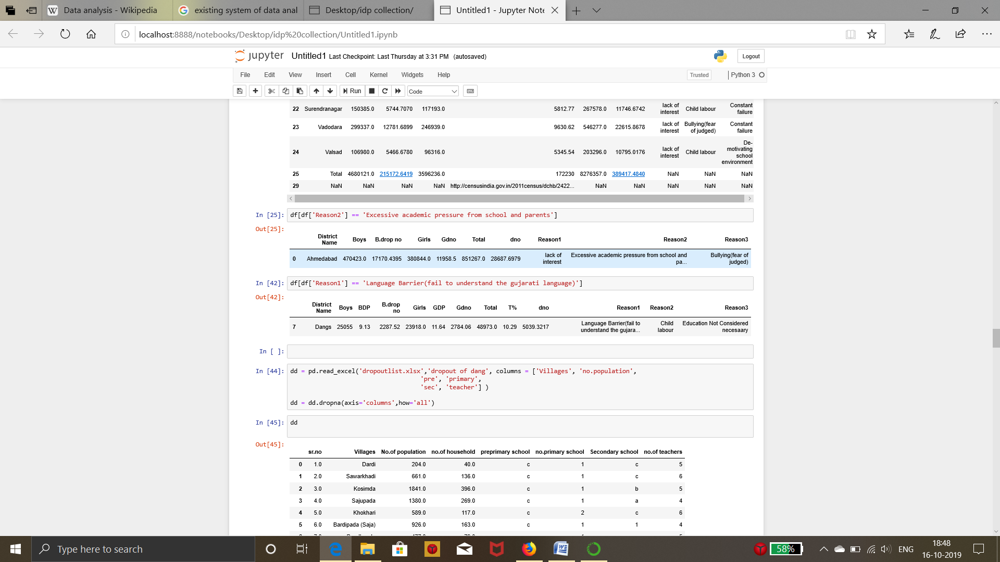 Data analysis - Wikipedia
existing system of data anal
Desktop/idp collection/
Untitled1 - Jupyter Note
localhost:8888/notebooks/Desktop/idp%20collection/Untitled1.ipynb
jupyter Untitled1 Last Checkpoint: Last Thursday at 3:31 PM (autosaved)
Logout
File Edit View Insert Cell Kernel Widgets Help
Trusted
Python 3
Run
Code
22 Surendranagar 150385.0 5744.7070 117193.0 5812.77 267578.0 11746.6742 lack of interest Child labour Constant failure
23 Vadodara 299337.0 12781.6899 246939.0 9630.62 546277.0 22615.8678 lack of interest Bullying(fear of judged) Constant failure
24 Valsad 106980.0 5466.6780 96316.0 5345.54 203296.0 10795.0176 lack of interest Child labour De-motivating school environment
25 Total 4680121.0 215172.6419 3596236.0 172230 8276357.0 389417.4840 NaN NaN NaN
29 NaN NaN NaN NaN http://censusindia.gov.in/2011census/dchb/2422... NaN NaN NaN NaN NaN
In [25]: df[df['Reason2'] == 'Excessive academic pressure from school and parents']
Out[25]:
District Name Boys B.drop no Girls Gdno Total dno Reason1 Reason2 Reason3
0 Ahmedabad 470423.0 17170.4395 380844.0 11958.5 851267.0 28687.6979 lack of interest Excessive academic pressure from school and pa... Bullying(fear of judged)
In [42]: df[df['Reason1'] == 'Language Barrier(fail to understand the gujarati language)']
Out[42]:
District Name Boys BDP B.drop no Girls GDP Gdno Total T% dno Reason1 Reason2 Reason3
7 Dangs 25055 9.13 2287.52 23918.0 11.64 2784.06 48973.0 10.29 5039.3217 Language Barrier(fail to understand the gujara... Child labour Education Not Considered necesaary
In [ ]:
In [44]: dd = pd.read_excel('dropoutlist.xlsx','dropout of dang', columns = ['Villages', 'no.population',
'pre', 'primary',
'sec', 'teacher'] )
dd = dd.dropna(axis='columns',how='all')
In [45]: dd
Out[45]:
sr.no Villages No.of population no.of household preprimary school no.primary school Secondary school no.of teachers
0 1.0 Dardi 204.0 40.0 c 1 c 5
1 2.0 Sawarkhadi 661.0 136.0 c 1 c 6
2 3.0 Kosimda 1841.0 396.0 c 1 b 5
3 4.0 Sajupada 1380.0 269.0 c 1 a 4
4 5.0 Khokhari 589.0 117.0 c 2 c 6
5 6.0 Bardipada (Saja) 926.0 163.0 c 1 1 4
Type here to search
58%
ENG
18:48
16-10-2019